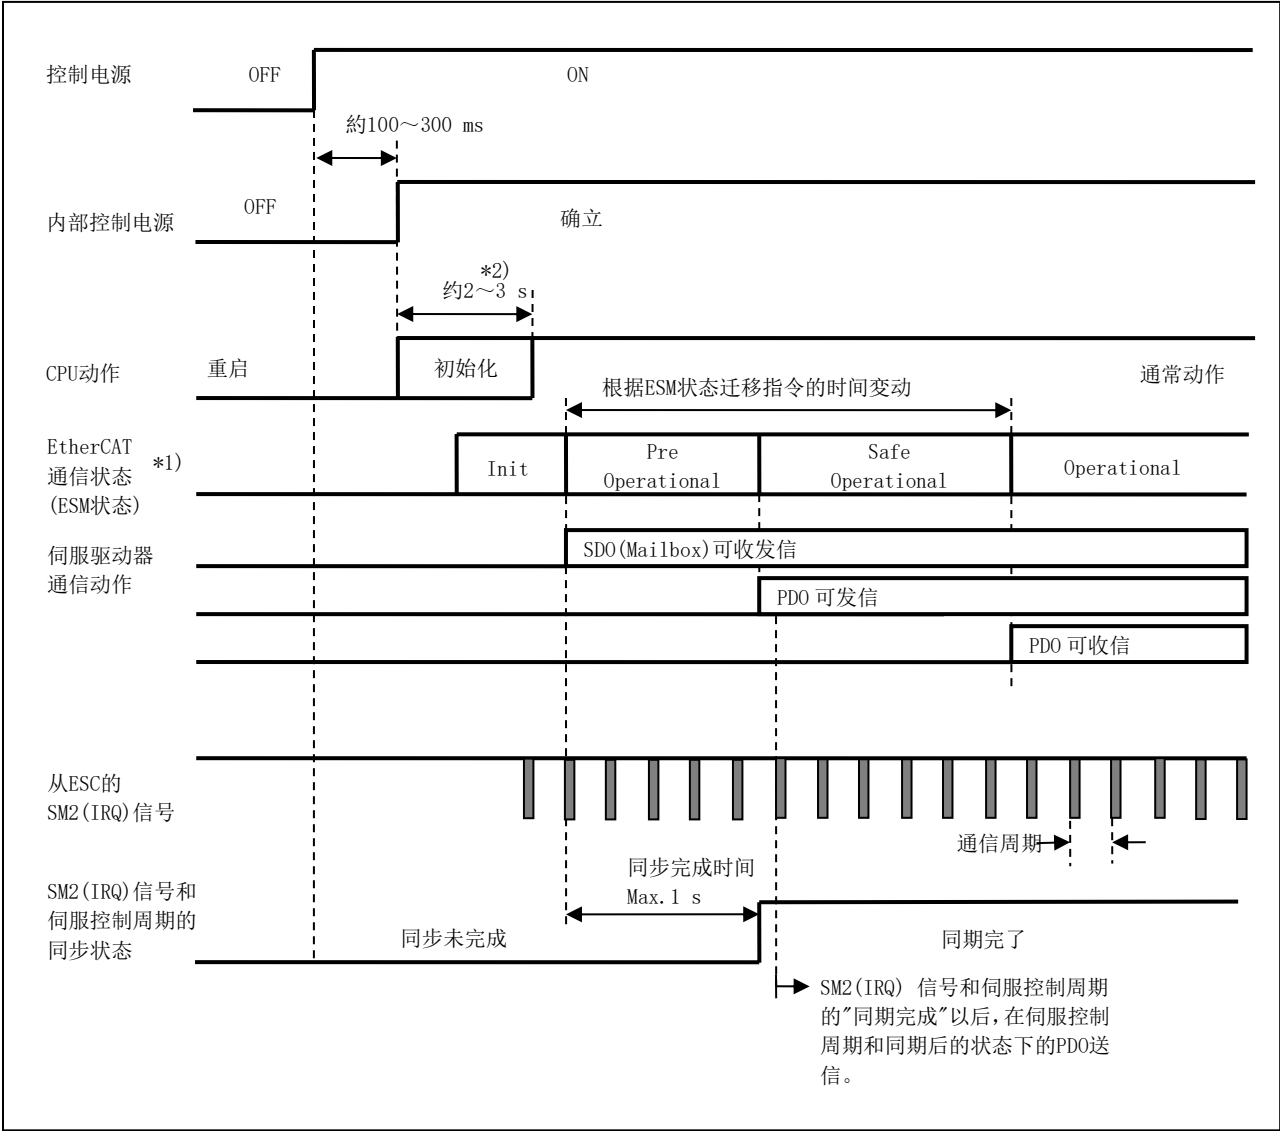 控制电源
OFF
ON
約100～300 ms
内部控制电源
OFF
确立
*2)
约2～3 s
CPU动作
重启
初始化
通常动作
根据ESM状态迁移指令的时间变动
EtherCAT
通信状态
(ESM状态)
*1)
Init
Pre
Operational
Safe
Operational
Operational
伺服驱动器
通信动作
SDO(Mailbox)可收发信
PDO 可发信
PDO 可收信
从ESC的
SM2(IRQ)信号
通信周期
SM2(IRQ)信号和
伺服控制周期的
同步状态
同步完成时间
Max.1 s
同步未完成
同期完了
SM2(IRQ) 信号和伺服控制周期
的"同期完成"以后,在伺服控制
周期和同期后的状态下的PDO送
信。